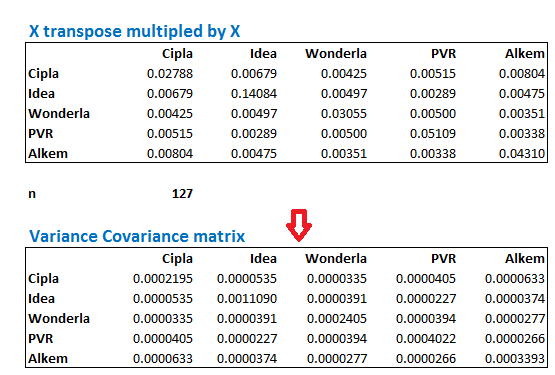 X transpose multipled by X
Cipla Idea Wonderla PVR Alkem
Cipla 0.02788 0.00679 0.00425 0.00515 0.00804
Idea 0.00679 0.14084 0.00497 0.00289 0.00475
Wonderla 0.00425 0.00497 0.03055 0.00500 0.00351
PVR 0.00515 0.00289 0.00500 0.05109 0.00338
Alkem 0.00804 0.00475 0.00351 0.00338 0.04310
n 127
Variance Covariance matrix
Cipla Idea Wonderla PVR Alkem
Cipla 0.0002195 0.0000535 0.0000335 0.0000405 0.0000633
Idea 0.0000535 0.0011090 0.0000391 0.0000227 0.0000374
Wonderla 0.0000335 0.0000391 0.0002405 0.0000394 0.0000277
PVR 0.0000405 0.0000227 0.0000394 0.0004022 0.0000266
Alkem 0.0000633 0.0000374 0.0000277 0.0000266 0.0003393